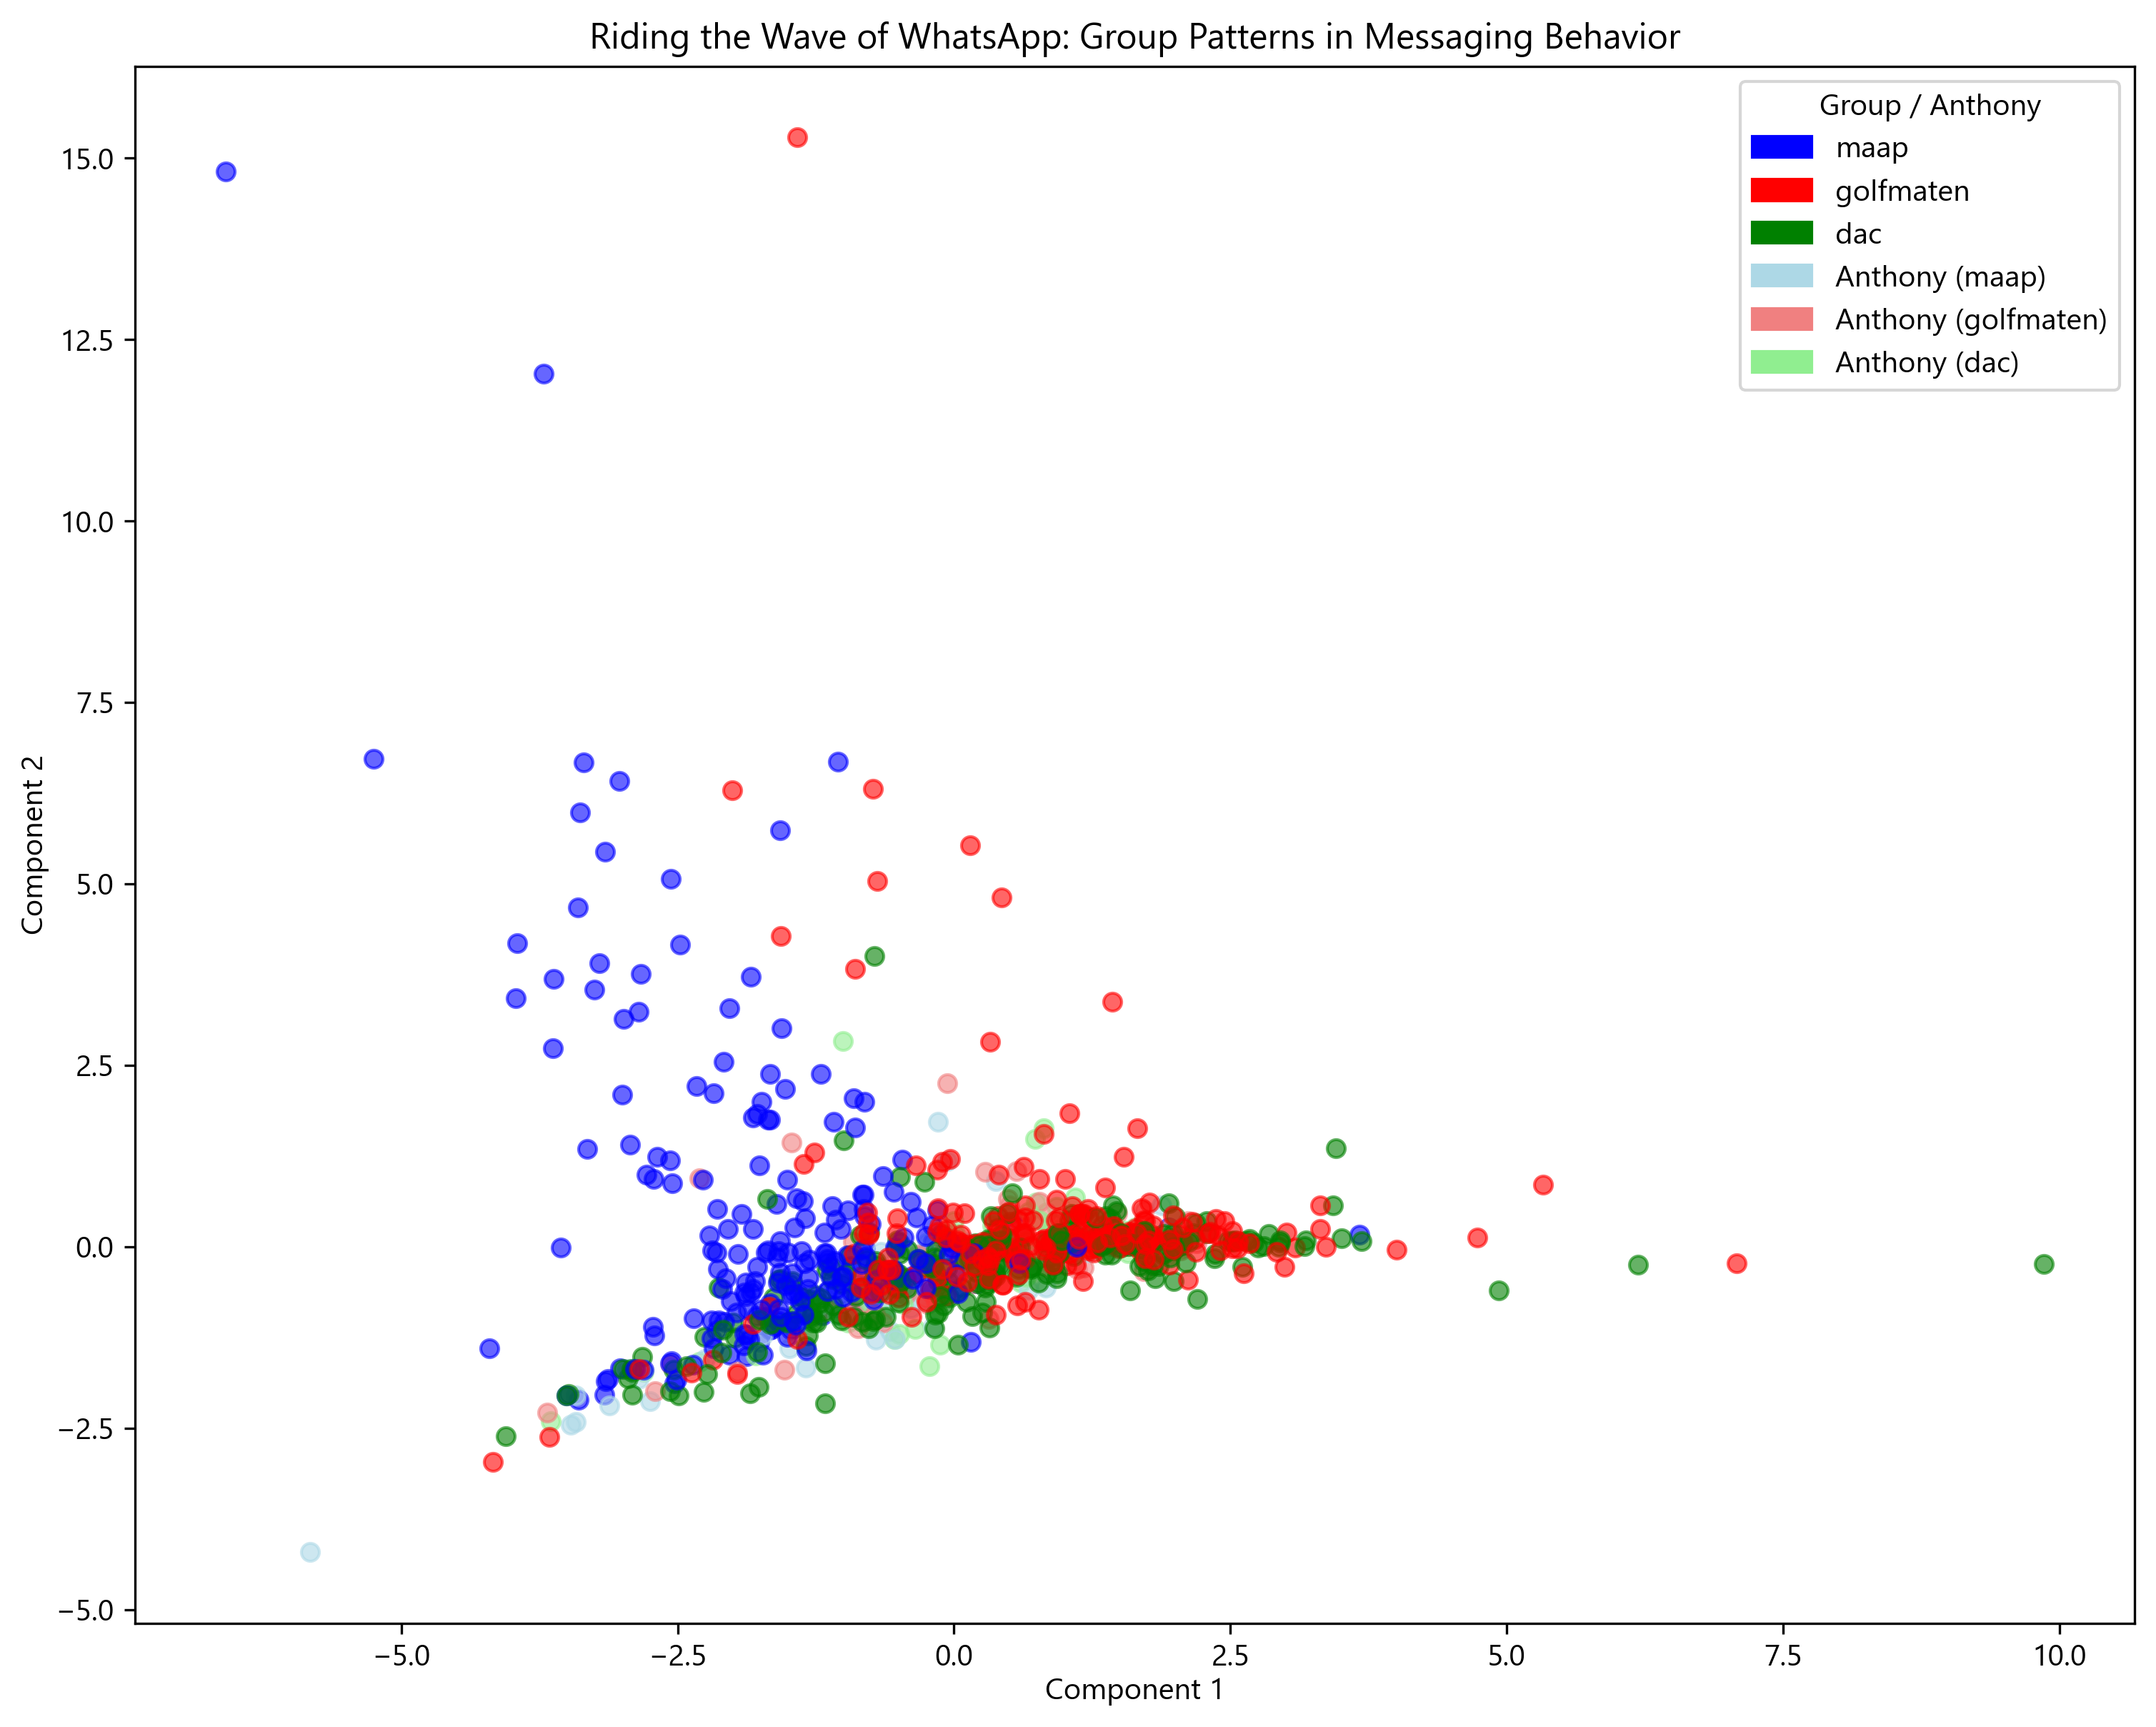 Riding the Wave of WhatsApp: Group Patterns in Messaging Behavior
Group / Anthony
maap
golfmaten
dac
Anthony (maap)
Anthony (golfmaten)
Anthony (dac)
15.0
12.5
10.0
7.5
5.0
2.5
0.0
−2.5
−5.0
Component 2
−5.0
−2.5
0.0
2.5
5.0
7.5
10.0
Component 1